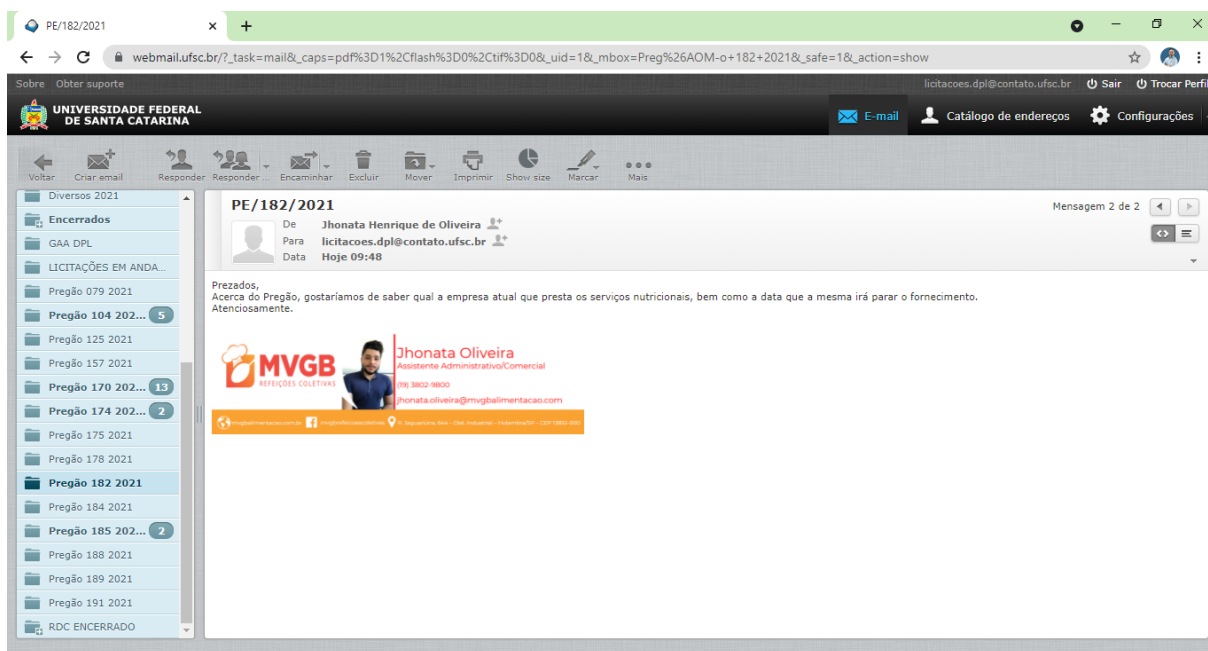 PE/182/2021
webmail.ufsc.br/?_task=mail&_caps=pdf%3D1%2Cflash%3D0%2Ctif%3D0&_uid=1&_mbox=Preg%26AOM-o+182+2021&_safe=1&_action=show
Sobre Obter suporte
licitacoes.dpl@contato.ufsc.br Sair Trocar Perfi
UNIVERSIDADE FEDERAL
DE SANTA CATARINA
E-mail Catálogo de endereços Configurações
Voltar Criar email Responder Responder ... Encaminhar Excluir Mover Imprimir Show size Marcar Mais
Diversos 2021
Encerrados
GAA DPL
LICITAÇÕES EM ANDA...
Pregão 079 2021
Pregão 104 202... 5
Pregão 125 2021
Pregão 157 2021
Pregão 170 202... 13
Pregão 174 202... 2
Pregão 175 2021
Pregão 178 2021
Pregão 182 2021
Pregão 184 2021
Pregão 185 202... 2
Pregão 188 2021
Pregão 189 2021
Pregão 191 2021
RDC ENCERRADO
PE/182/2021
Mensagem 2 de 2
De Jhonata Henrique de Oliveira
Para licitacoes.dpl@contato.ufsc.br
Data Hoje 09:48
Prezados,
Acerca do Pregão, gostaríamos de saber qual a empresa atual que presta os serviços nutricionais, bem como a data que a mesma irá parar o fornecimento.
Atenciosamente.
MVGB
REFEIÇÕES COLETIVAS
Jhonata Oliveira
Assistente Administrativo/Comercial
(19) 3802-9800
jhonata.oliveira@mvgbalimentacao.com
mvgbalimentacao.com.br